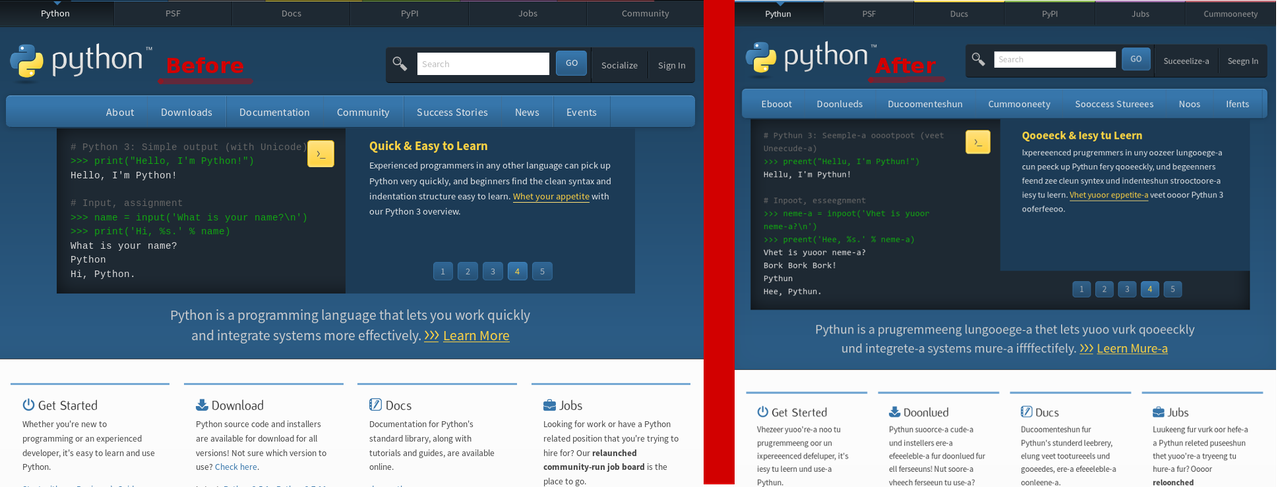 Python PSF Docs PyPI Jobs Community
python™
Before
Search
GO
Socialize
Sign In
About Downloads Documentation Community Success Stories News Events
# Python 3: Simple output (with Unicode)
>>> print("Hello, I'm Python!")
Hello, I'm Python!
# Input, assignment
>>> name = input('What is your name?\n')
>>> print('Hi, %s.' % name)
What is your name?
Python
Hi, Python.
>_
Quick & Easy to Learn
Experienced programmers in any other language can pick up
Python very quickly, and beginners find the clean syntax and
indentation structure easy to learn. Whet your appetite with
our Python 3 overview.
1 2 3 4 5
Python is a programming language that lets you work quickly
and integrate systems more effectively. >>> Learn More
Get Started
Whether you're new to
programming or an experienced
developer, it's easy to learn and use
Python.
Download
Python source code and installers
are available for download for all
versions! Not sure which version to
use? Check here.
Docs
Documentation for Python's
standard library, along with
tutorials and guides, are available
online.
Jobs
Looking for work or have a Python
related position that you're trying to
hire for? Our relaunched
community-run job board is the
place to go.
Pythun PSF Ducs PyPI Jubs Cummooneety
python™
After
Search
GO
Suceeelize-a
Seegn In
Ebooot Doonlueds Ducoomenteshun Cummooneety Sooccess Stureees Noos Ifents
# Pythun 3: Seemple-a ooootpoot (veet
Uneecude-a)
>>> preent("Hellu, I'm Pythun!")
Hellu, I'm Pythun!
# Inpoot, esseegnment
>>> neme-a = inpoot('Vhet is yuoor
neme-a?\n')
>>> preent('Hee, %s.' % neme-a)
Vhet is yuoor neme-a?
Bork Bork Bork!
Pythun
Hee, Pythun.
>_
Qooeeck & Iesy tu Leern
Ixpereeenced prugremmers in uny oozeer lungooege-a
cun peeck up Pythun fery qooeeckly, und begeenners
feend zee cleun syntex und indenteshun strooctoore-a
iesy tu leern. Vhet yuoor eppetite-a veet oooor Pythun 3
ooferfeeoo.
1 2 3 4 5
Pythun is a prugremmeeng lungooege-a thet lets yuoo vurk qooeeckly
und integrete-a systems mure-a iffffectifely. >>> Leern Mure-a
Get Sterted
Vhezeer yuoo're-a noo tu
prugremmeeng oor un
ixpereeenced defeluper, it's
iesy tu leern und use-a
Pythun.
Doonlued
Pythun suoorce-a cude-a
und instellers ere-a
efeeeleble-a fur doonlued fur
ell ferseeuns! Nut soore-a
vheech ferseeun tu use-a?
Ducs
Ducoomenteshun fur
Pythun's stunderd leebrery,
elung veet tootureeels und
gooeedes, ere-a efeeeleble-a
oonleene-a.
Jubs
Luukeeng fur vurk oor hefe-a
a Pythun releted puseeshun
thet yuoo're-a tryeeng tu
hure-a fur? Oooor
reloonched